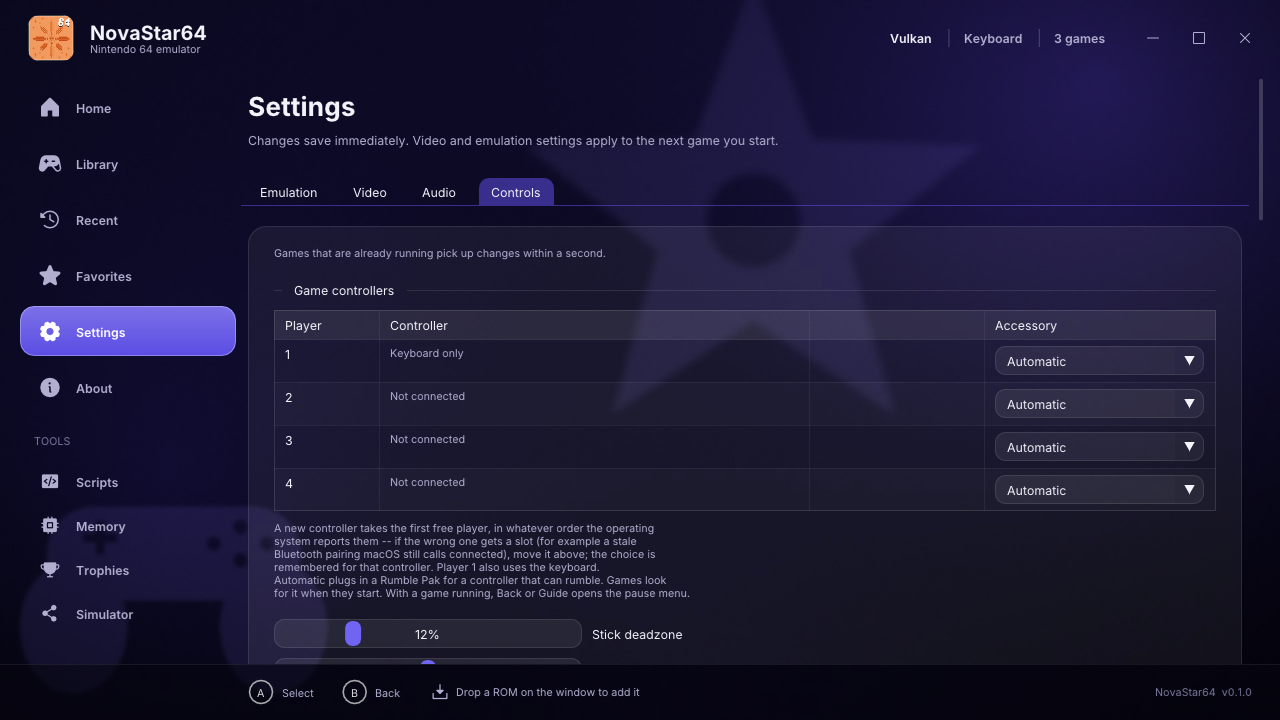 64
NovaStar64
Nintendo 64 emulator
Vulkan
Keyboard
3 games
Home
Library
Recent
Favorites
Settings
About
TOOLS
Scripts
Memory
Trophies
Simulator
Settings
Changes save immediately. Video and emulation settings apply to the next game you start.
Emulation
Video
Audio
Controls
Games that are already running pick up changes within a second.
Game controllers
Player Controller Accessory
1 Keyboard only Automatic
2 Not connected Automatic
3 Not connected Automatic
4 Not connected Automatic
A new controller takes the first free player, in whatever order the operating
system reports them -- if the wrong one gets a slot (for example a stale
Bluetooth pairing macOS still calls connected), move it above; the choice is
remembered for that controller. Player 1 also uses the keyboard.
Automatic plugs in a Rumble Pak for a controller that can rumble. Games look
for it when they start. With a game running, Back or Guide opens the pause menu.
12% Stick deadzone
A Select
B Back
Drop a ROM on the window to add it
NovaStar64 v0.1.0